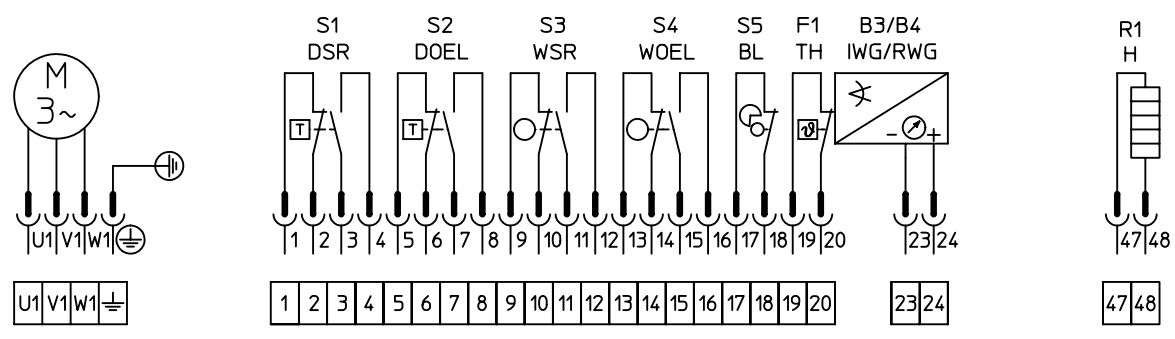 S1 S2 S3 S4 S5 F1 B3/B4 R1
DSR DOEL WSR WOEL BL TH IWG/RWG H
M
3~
T T ϑ
- +
U1 V1 W1 1 2 3 4 5 6 7 8 9 10 11 12 13 14 15 16 17 18 19 20 23 24 47 48
U1 V1 W1 1 2 3 4 5 6 7 8 9 10 11 12 13 14 15 16 17 18 19 20 23 24 47 48